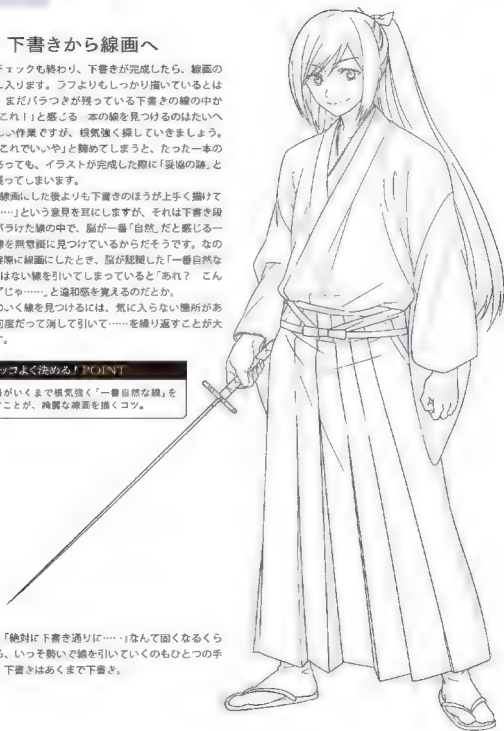 下書きから線画へ
チェックも終わり、下書きが完成したら、線画の
入ります。ラフよりもしっかり描いているとは
まだバラつきが残っている下書きの線の中か
これ！」と感じる一本の線を見つけるのはたいへ
しい作業ですが、根気強く探していきましょう。
これでいいや」と諦めてしまうと、たった一本の
あっても、イラストが完成した際に「妥協の跡」と
残ってしまいます。
線画にした後よりも下書きのほうが上手く描けて
……」という意見を耳にしますが、それは下書き段
バラけた線の中で、脳が一番「自然」だと感じる一
線を無意識に見つけているからだそうです。なの
実際に線画にしたとき、脳が認識した「一番自然な
はない線を引いてしまっていると「あれ？　こん
じゃ……」と違和感を覚えるのだとか。
いく線を見つけるには、気に入らない箇所があ
何度だって消して引いて……を繰り返すことが大
す。
ッコよく決める！POINT
がいくまで根気強く「一番自然な線」を
すことが、綺麗な線画を描くコツ。
「絶対に下書き通りに……」なんて固くなるくら
ら、いっそ勢いで線を引いていくのもひとつの手
下書きはあくまで下書き。